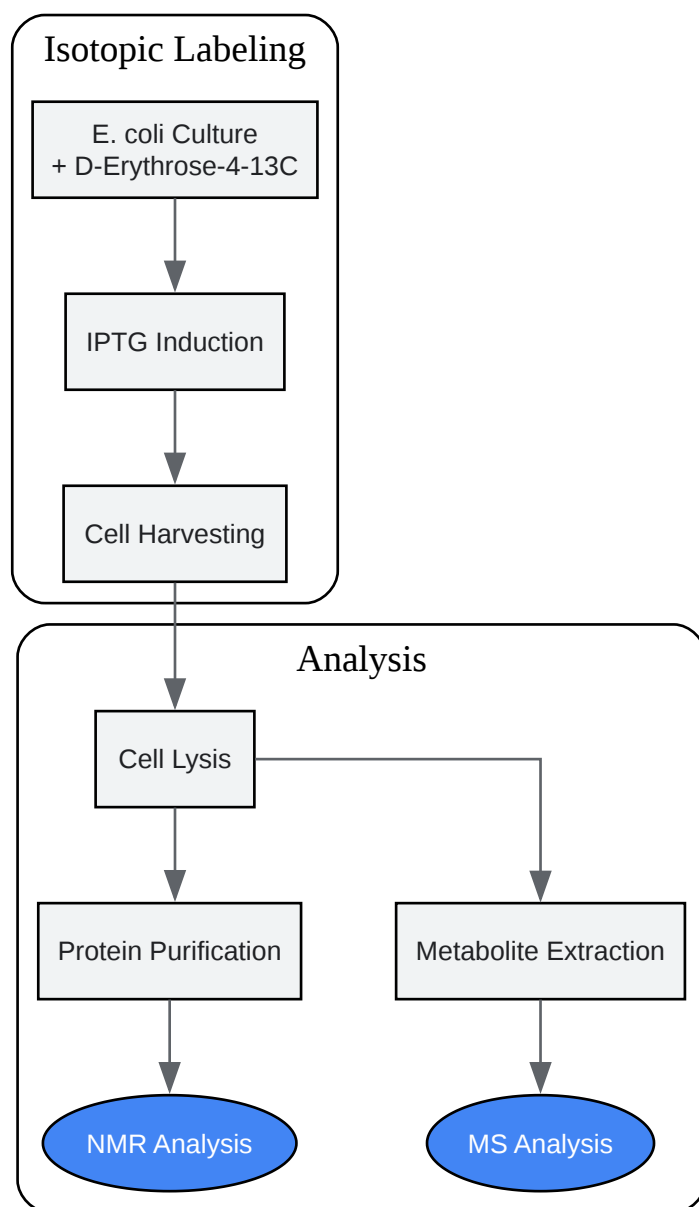 Isotopic Labeling
E. coli Culture
+ D-Erythrose-4-13C
IPTG Induction
Cell Harvesting
Analysis
Cell Lysis
Protein Purification
Metabolite Extraction
NMR Analysis
MS Analysis